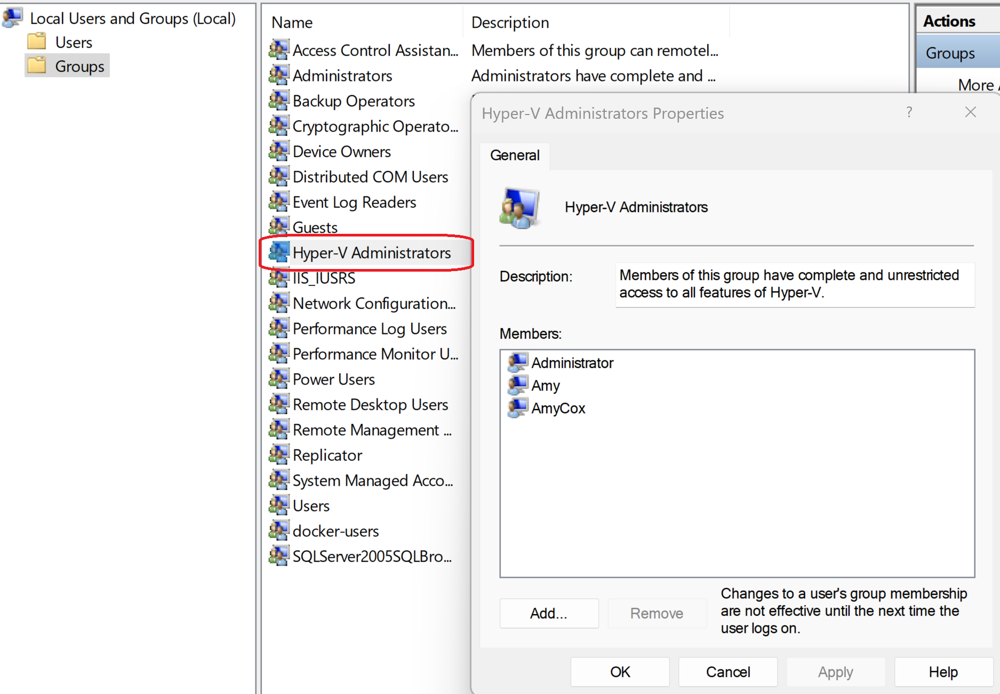 Local Users and Groups (Local)
Users
Groups
Name
Description
Access Control Assistan...
Members of this group can remotel...
Administrators
Administrators have complete and ...
Backup Operators
Cryptographic Operato...
Device Owners
Distributed COM Users
Event Log Readers
Guests
Hyper-V Administrators
IIS_IUSRS
Network Configuration...
Performance Log Users
Performance Monitor U...
Power Users
Remote Desktop Users
Remote Management ...
Replicator
System Managed Acco...
Users
docker-users
SQLServer2005SQLBro...
Actions
Groups
More
Hyper-V Administrators Properties
?
General
Hyper-V Administrators
Description:
Members of this group have complete and unrestricted
access to all features of Hyper-V.
Members:
Administrator
Amy
AmyCox
Add...
Remove
Changes to a user's group membership
are not effective until the next time the
user logs on.
OK
Cancel
Apply
Help